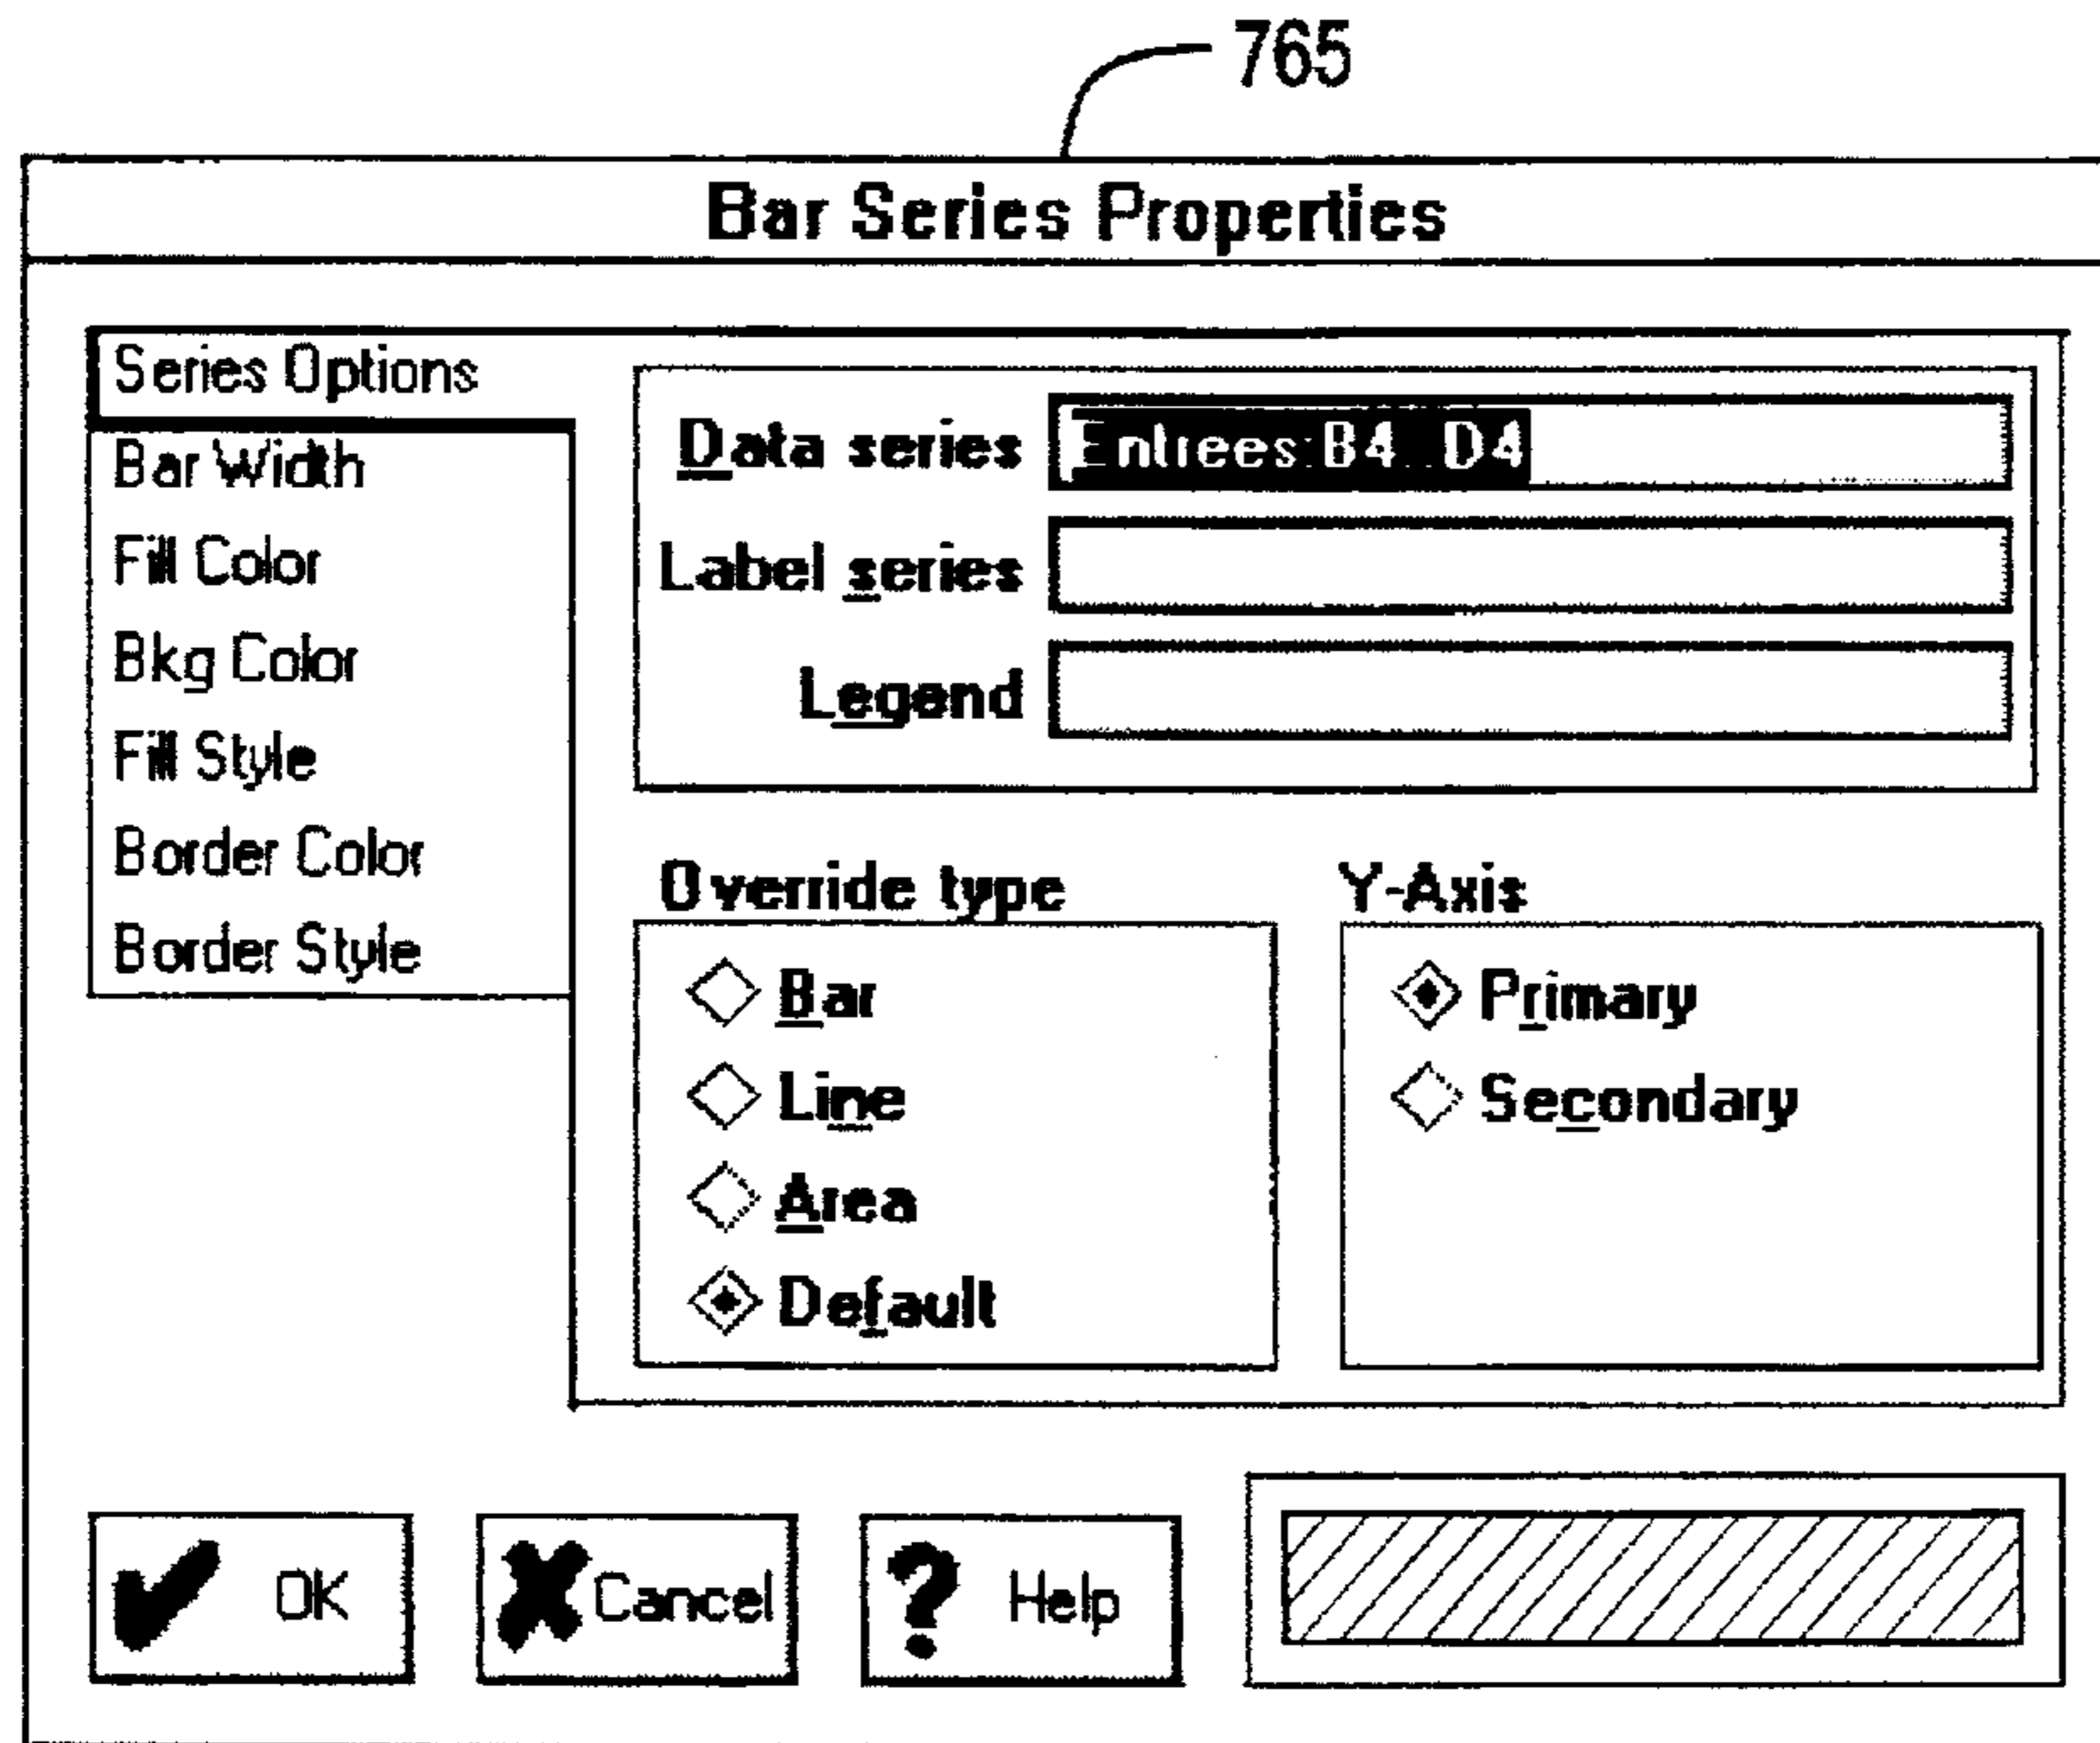 765
Bar Series Properties
Series Options
Bar Width
Fill Color
Bkg Color
Fill Style
Border Color
Border Style
Data series Entrees:B4..D4
Label series
Legend
Override type
Bar
Line
Area
Default
Y-Axis
Primary
Secondary
OK
Cancel
? Help